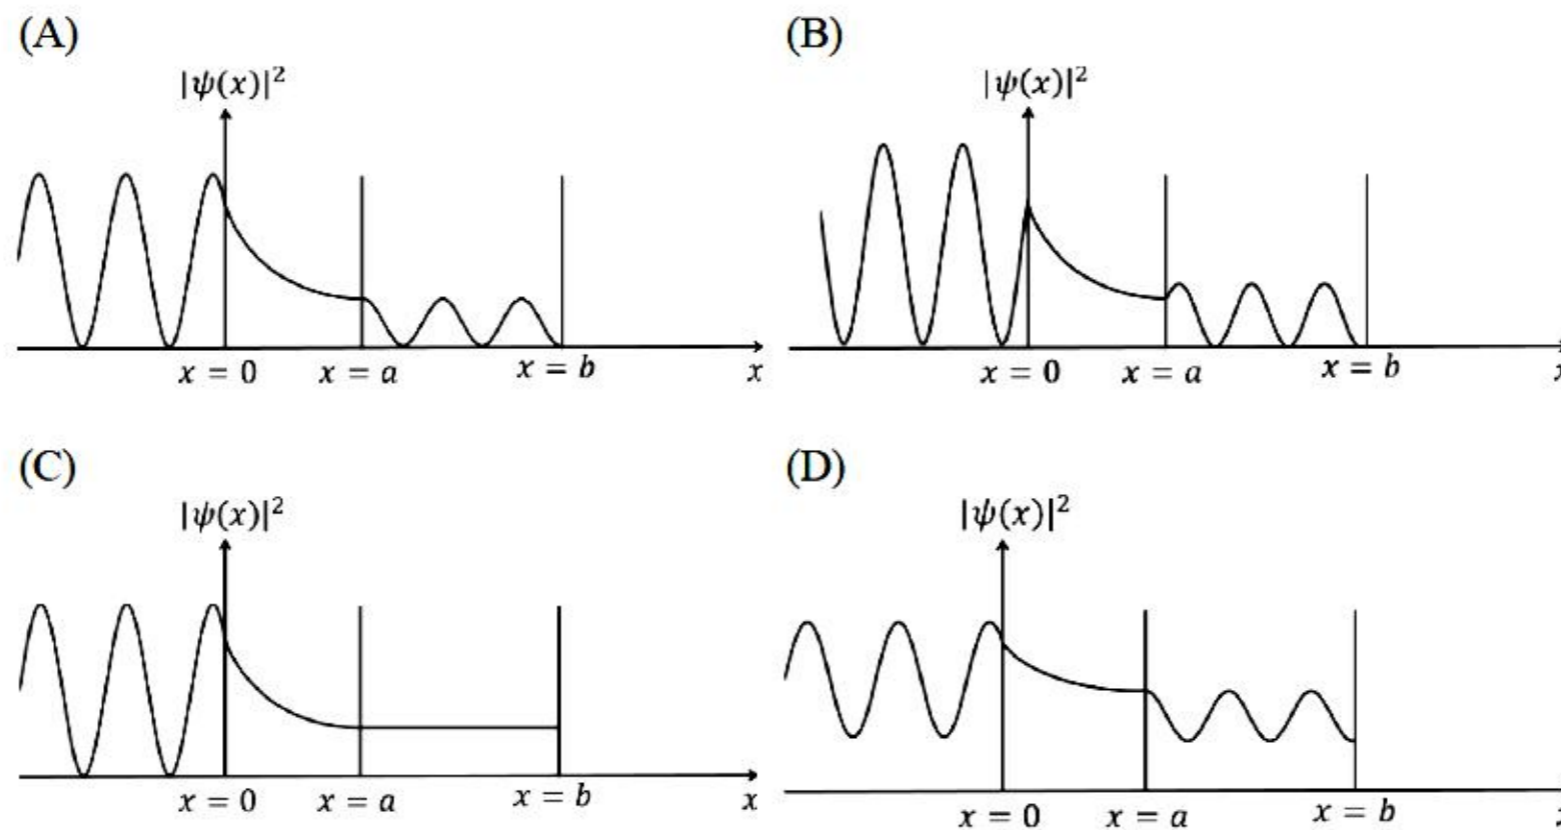 (A)
|ψ(x)|²
x = 0
x = a
x = b
x
(B)
|ψ(x)|²
x = 0
x = a
x = b
(C)
|ψ(x)|²
x = 0
x = a
x = b
x
(D)
|ψ(x)|²
x = 0
x = a
x = b